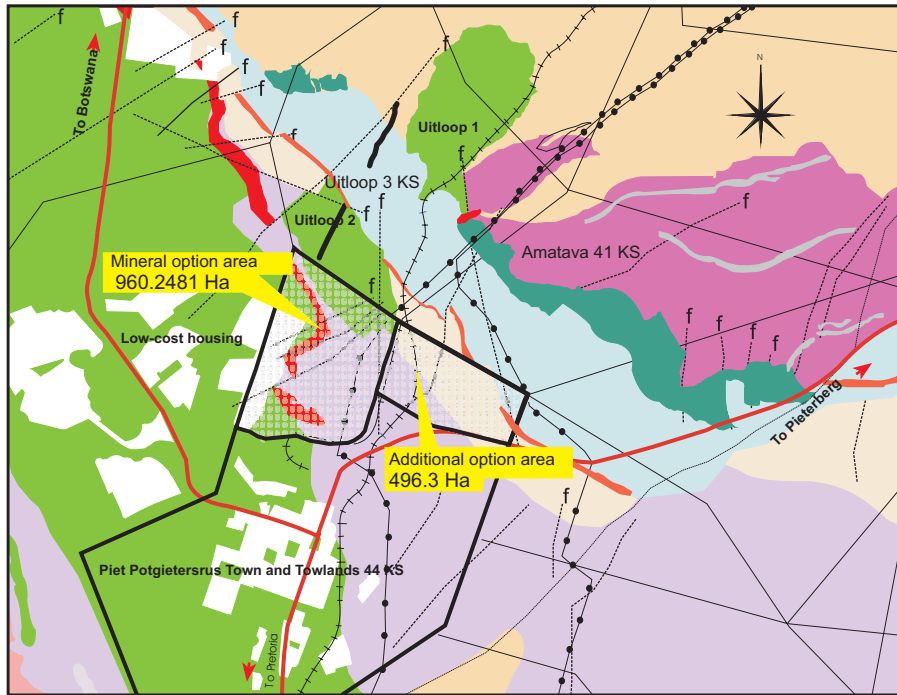 f
f
f
f
f
f
f
f
f
f
f
f
f
f
N
To Botswana
Uitloop 1
Uitloop 3 KS
Uitloop 2
Amatava 41 KS
Mineral option area
960.2481 Ha
Low-cost housing
To Pieterberg
Additional option area
496.3 Ha
Piet Potgietersrus Town and Towlands 44 KS
To Pretoria